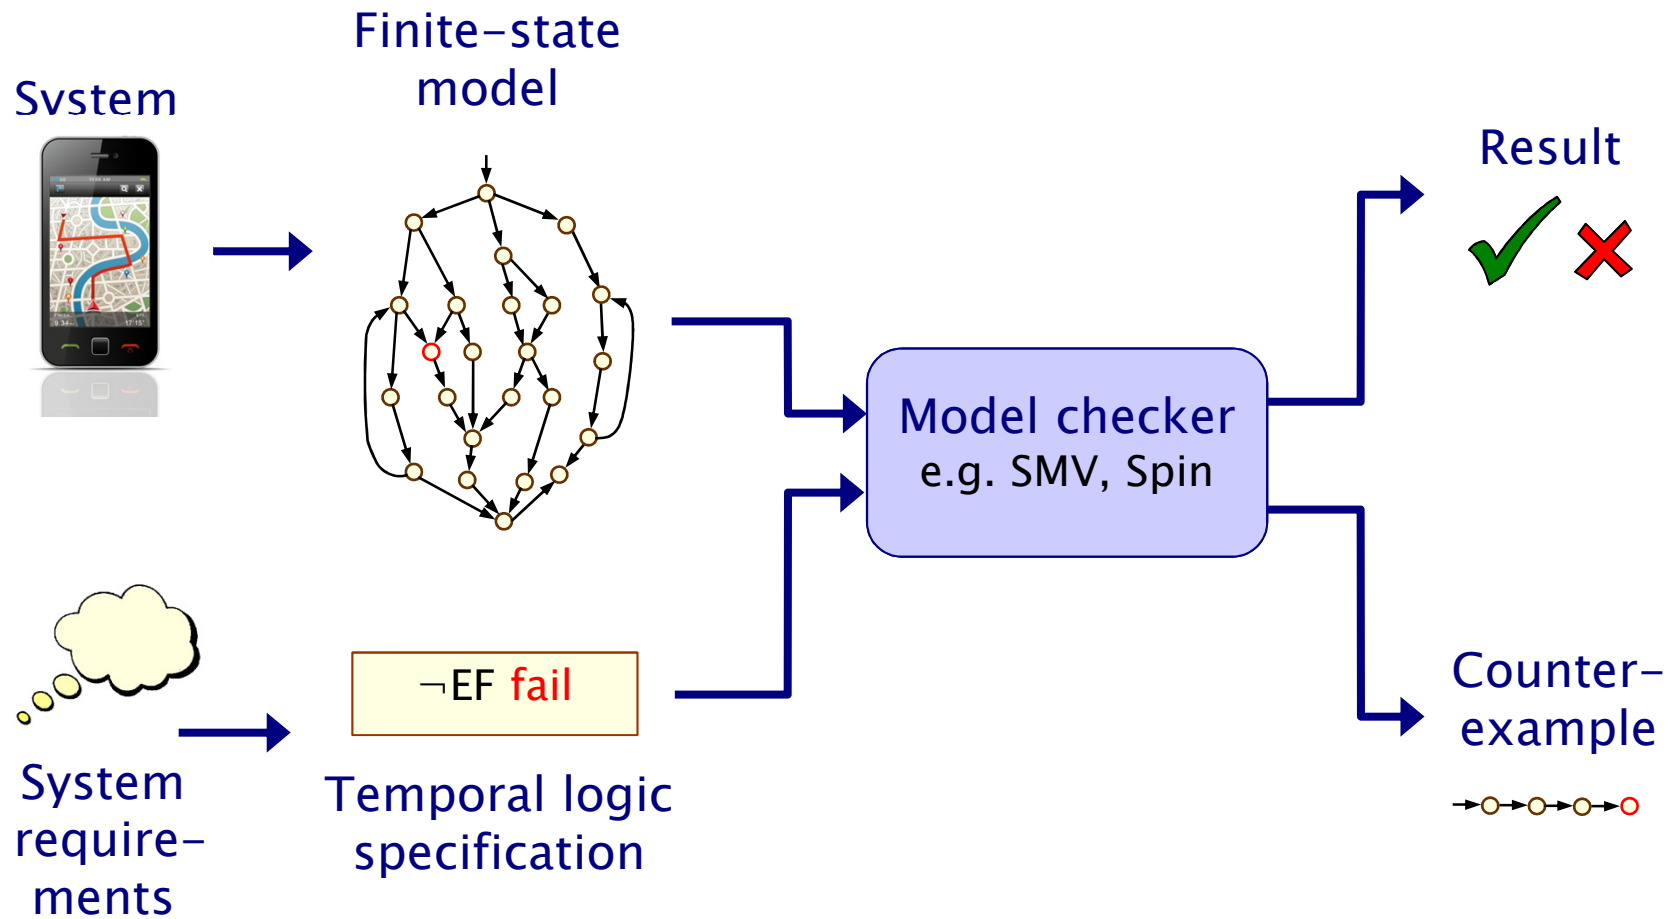 Finite-state
model
System
Result
Model checker
e.g. SMV, Spin
¬EF fail
Counter-
example
System
require-
ments
Temporal logic
specification